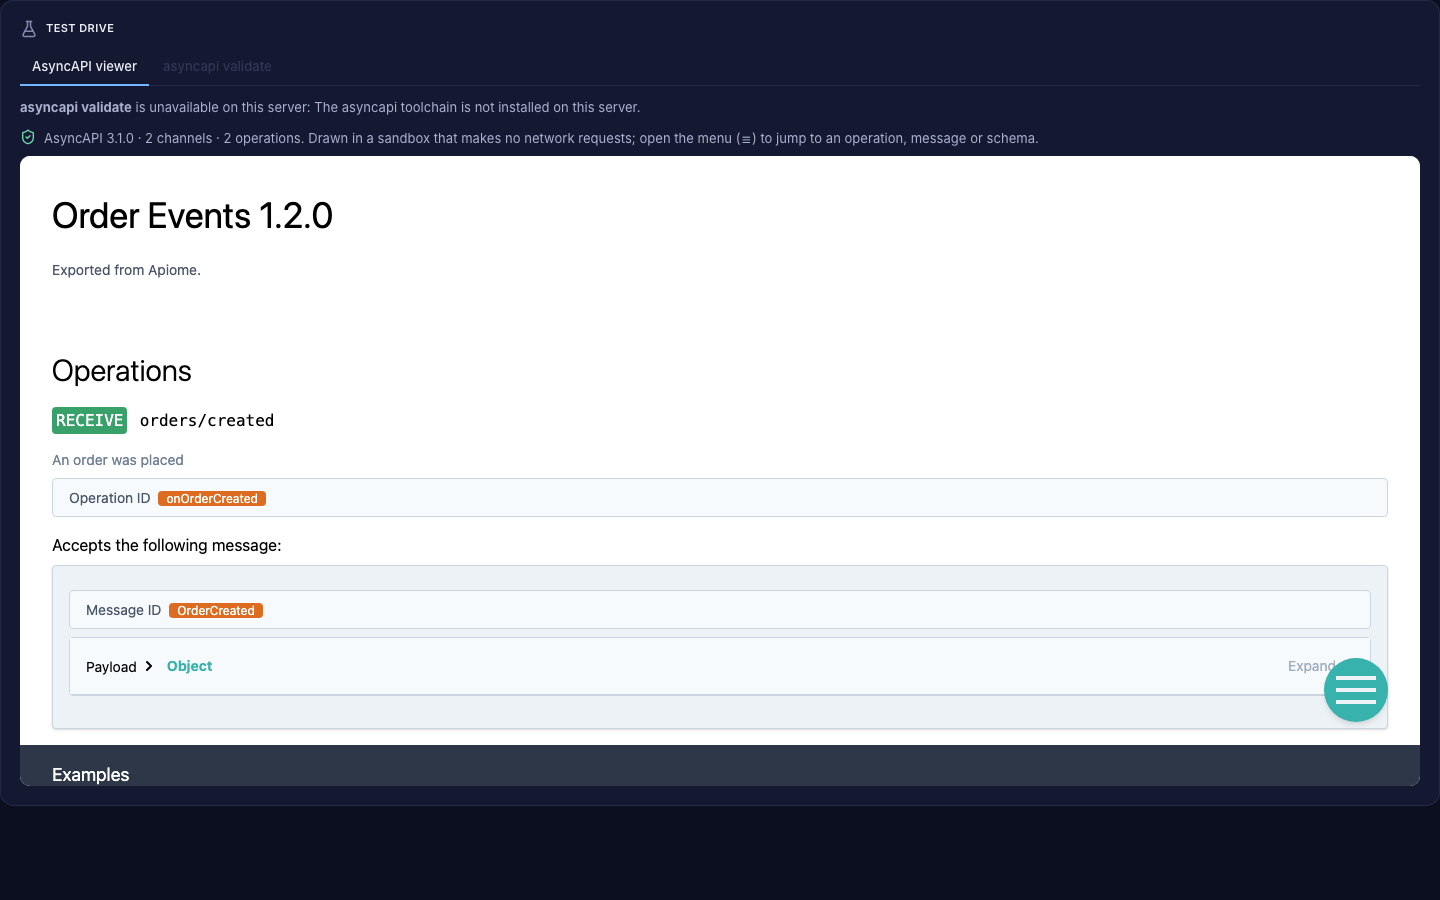 TEST DRIVE
AsyncAPI viewer
asyncapi validate
asyncapi validate is unavailable on this server: The asyncapi toolchain is not installed on this server.
AsyncAPI 3.1.0 · 2 channels · 2 operations. Drawn in a sandbox that makes no network requests; open the menu (≡) to jump to an operation, message or schema.
Order Events 1.2.0
Exported from Apiome.
Operations
RECEIVE orders/created
An order was placed
Operation ID onOrderCreated
Accepts the following message:
Message ID OrderCreated
Payload Object Expand
Examples